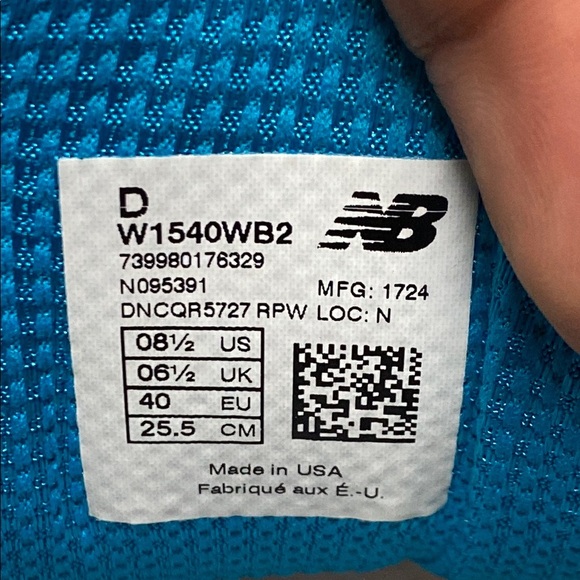 D
NB
W1540WB2
739980176329
N095391 MFG: 1724
DNCQR5727 RPW LOC: N
08½ US
06½ UK
40 EU
25.5 CM
Made in USA
Fabriqué aux É.-U.